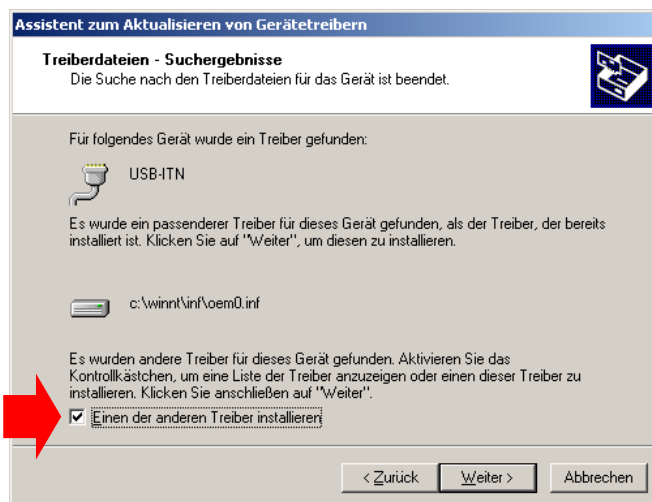 Assistent zum Aktualisieren von Gerätetreibern
Treiberdateien - Suchergebnisse
Die Suche nach den Treiberdateien für das Gerät ist beendet.
Für folgendes Gerät wurde ein Treiber gefunden:
USB-ITN
Es wurde ein passenderer Treiber für dieses Gerät gefunden, als der Treiber, der bereits
installiert ist. Klicken Sie auf "Weiter", um diesen zu installieren.
c:\winnt\inf\oem0.inf
Es wurden andere Treiber für dieses Gerät gefunden. Aktivieren Sie das
Kontrollkästchen, um eine Liste der Treiber anzuzeigen oder einen dieser Treiber zu
installieren. Klicken Sie anschließen auf "Weiter".
Einen der anderen Treiber installieren
< Zurück Weiter > Abbrechen